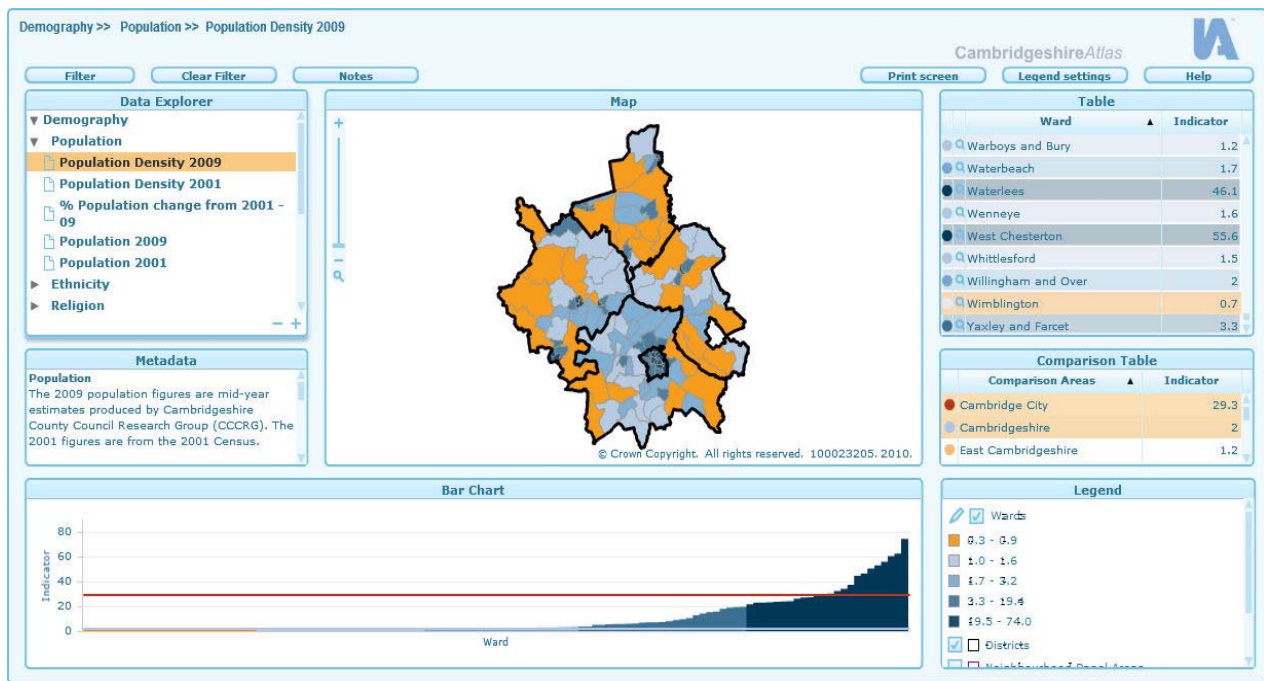 Demography >> Population >> Population Density 2009
CambridgeshireAtlas
Filter
Clear Filter
Notes
Print screen
Legend settings
Help
Data Explorer
Demography
Population
Population Density 2009
Population Density 2001
% Population change from 2001 -
09
Population 2009
Population 2001
Ethnicity
Religion
Metadata
Population
The 2009 population figures are mid-year
estimates produced by Cambridgeshire
County Council Research Group (CCCRG). The
2001 figures are from the 2001 Census.
Map
© Crown Copyright. All rights reserved. 100023205. 2010.
Table
Ward Indicator
Warboys and Bury 1.2
Waterbeach 1.7
Waterlees 46.1
Wenneye 1.6
West Chesterton 55.6
Whittlesford 1.5
Willingham and Over 2
Wimblington 0.7
Yaxley and Farcet 3.3
Comparison Table
Comparison Areas Indicator
Cambridge City 29.3
Cambridgeshire 2
East Cambridgeshire 1.2
Bar Chart
Indicator
80
60
40
20
0
Ward
Legend
Wards
0.3 - 0.9
1.0 - 1.6
1.7 - 3.2
3.3 - 19.4
19.5 - 74.0
Districts